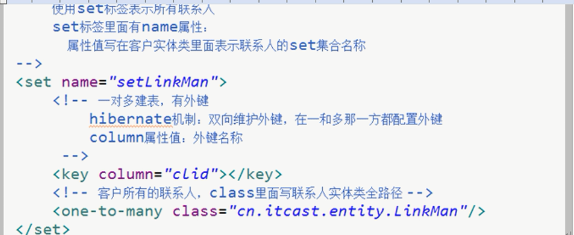 使用set标签表示所有联系人
set标签里面有name属性：
属性值写在客户实体类里面表示联系人的set集合名称
-->
<set name="setLinkMan">
<!-- 一对多建表，有外键
hibernate机制：双向维护外键，在一和多那一方都配置外键
column属性值：外键名称
-->
<key column="clid"></key>
<!-- 客户所有的联系人，class里面写联系人实体类全路径 -->
<one-to-many class="cn.itcast.entity.LinkMan"/>
</set>